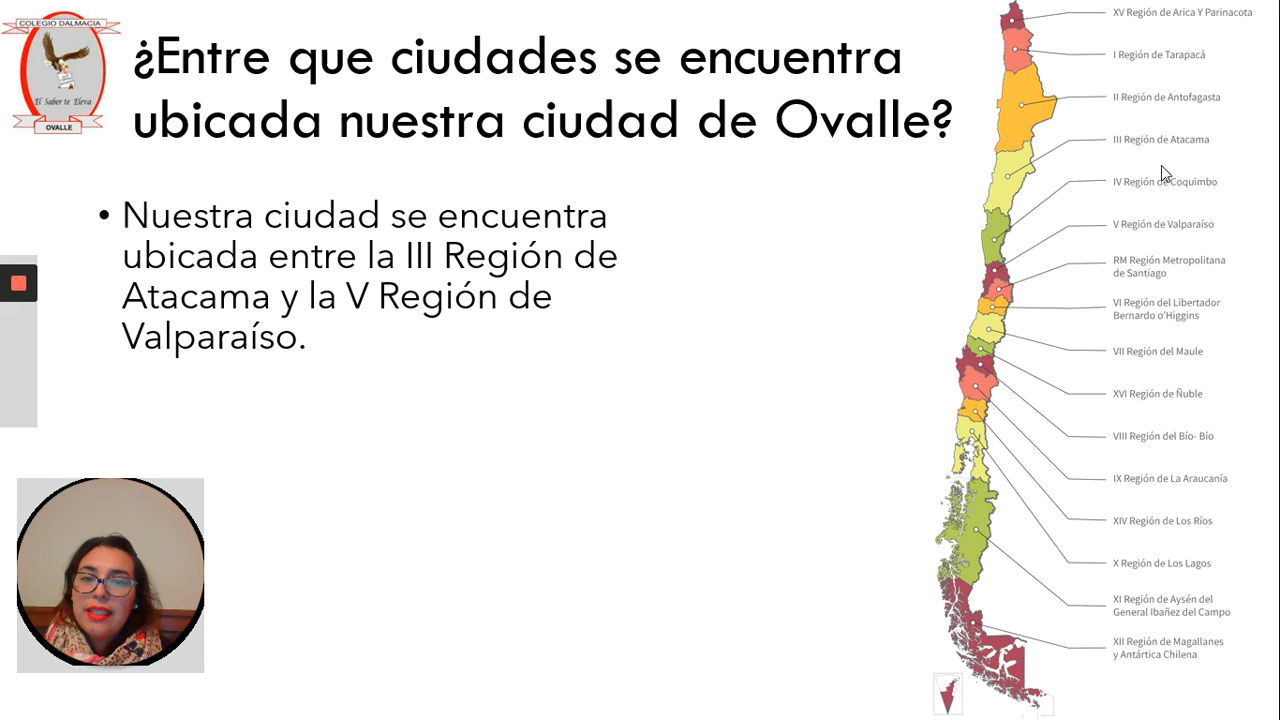 COLEGIO DALMACIA
El Saber te Eleva
OVALLE
¿Entre que ciudades se encuentra
ubicada nuestra ciudad de Ovalle?
• Nuestra ciudad se encuentra
ubicada entre la III Región de
Atacama y la V Región de
Valparaíso.
XV Región de Arica Y Parinacota
I Región de Tarapacá
II Región de Antofagasta
III Región de Atacama
IV Región de Coquimbo
V Región de Valparaíso
RM Región Metropolitana
de Santiago
VI Región del Libertador
Bernardo o'Higgins
VII Región del Maule
XVI Región de Ñuble
VIII Región del Bío- Bío
IX Región de La Araucanía
XIV Región de Los Ríos
X Región de Los Lagos
XI Región de Aysén del
General Ibañez del Campo
XII Región de Magallanes
y Antártica Chilena